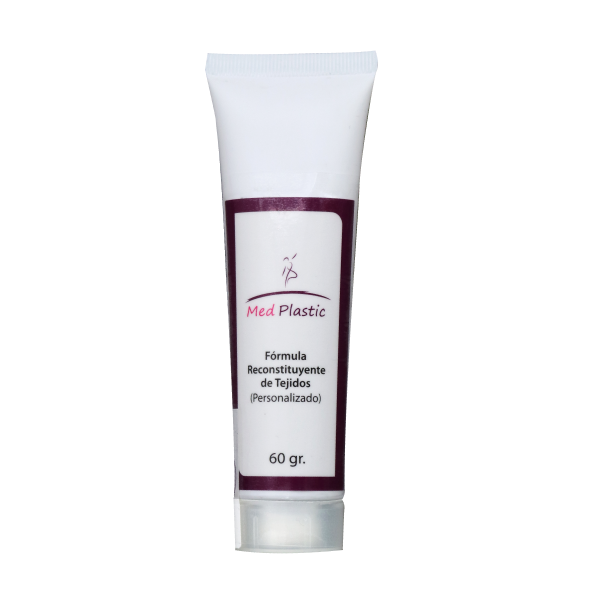 Med Plastic
Fórmula
Reconstituyente
de Tejidos
(Personalizado)
60 gr.